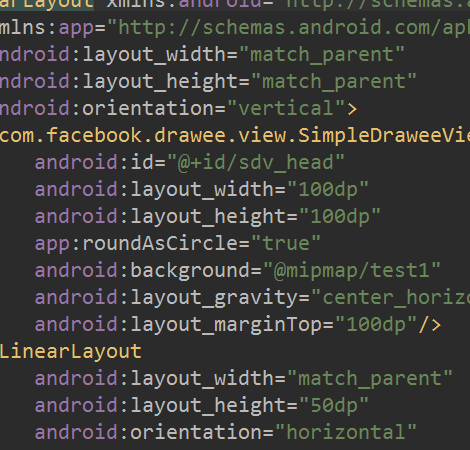 arLayout xmlns:android="http://schemas.a
xmlns:app="http://schemas.android.com/apk
ndroid:layout_width="match_parent"
ndroid:layout_height="match_parent"
ndroid:orientation="vertical">
com.facebook.drawee.view.SimpleDraweeVie
android:id="@+id/sdv_head"
android:layout_width="100dp"
android:layout_height="100dp"
app:roundAsCircle="true"
android:background="@mipmap/test1"
android:layout_gravity="center_horizo
android:layout_marginTop="100dp"/>
LinearLayout
android:layout_width="match_parent"
android:layout_height="50dp"
android:orientation="horizontal"